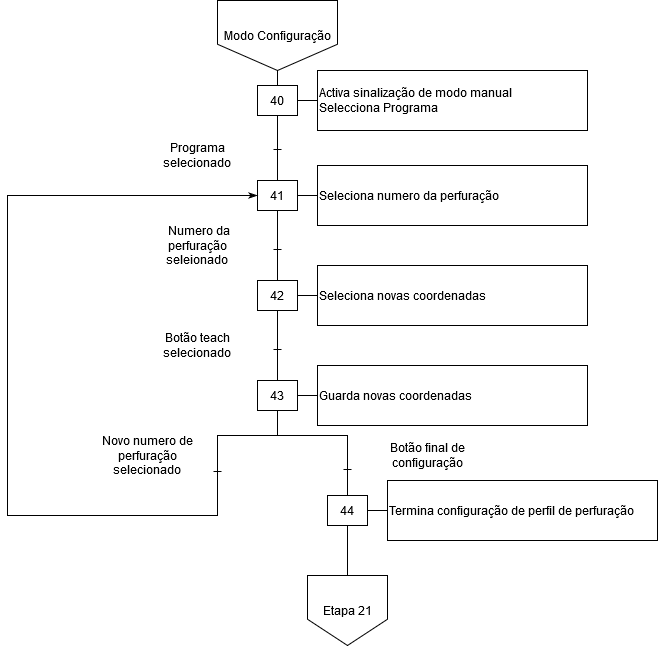 Modo Configuração
40
Activa sinalização de modo manual
Selecciona Programa
Programa
selecionado
41
Seleciona numero da perfuração
Numero da
perfuração
seleionado
42
Seleciona novas coordenadas
Botão teach
selecionado
43
Guarda novas coordenadas
Novo numero de
perfuração
selecionado
Botão final de
configuração
44
Termina configuração de perfil de perfuração
Etapa 21